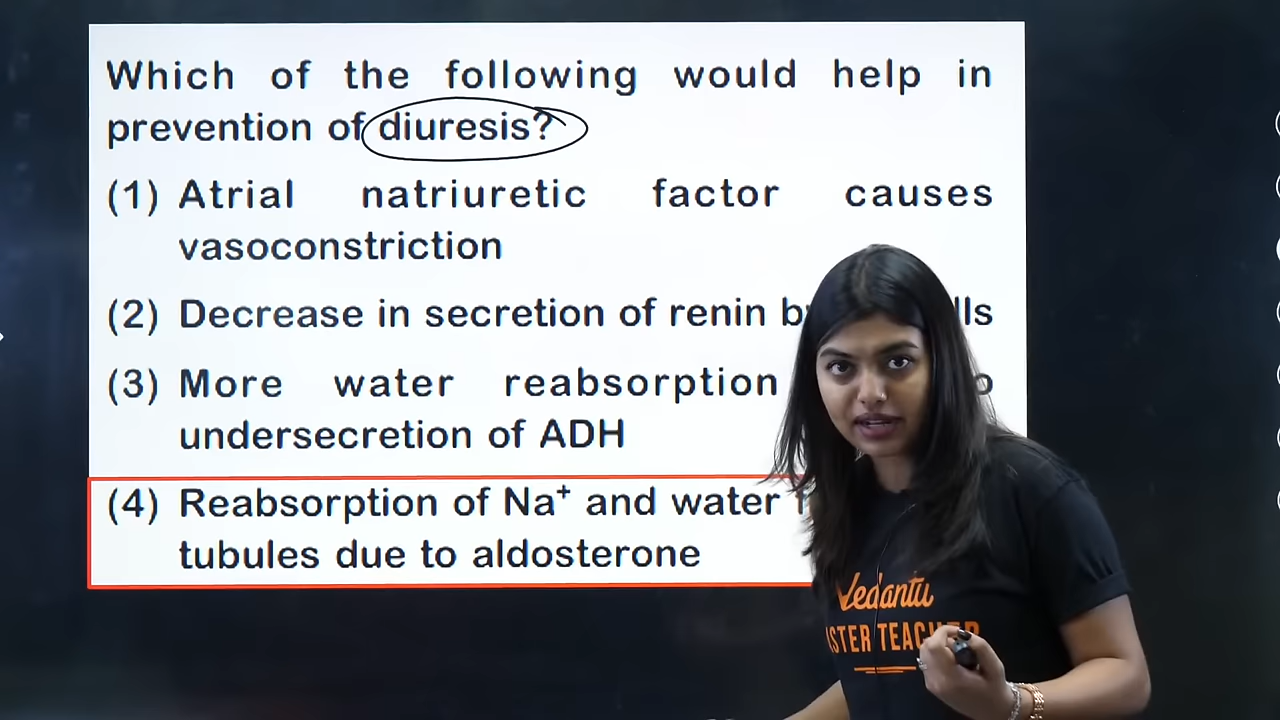 Which of the following would help in
prevention of diuresis?
(1) Atrial natriuretic factor causes
vasoconstriction
(2) Decrease in secretion of renin
(3) More water reabsorption
undersecretion of ADH
(4) Reabsorption of Na⁺ and water
tubules due to aldosterone
Vedantu